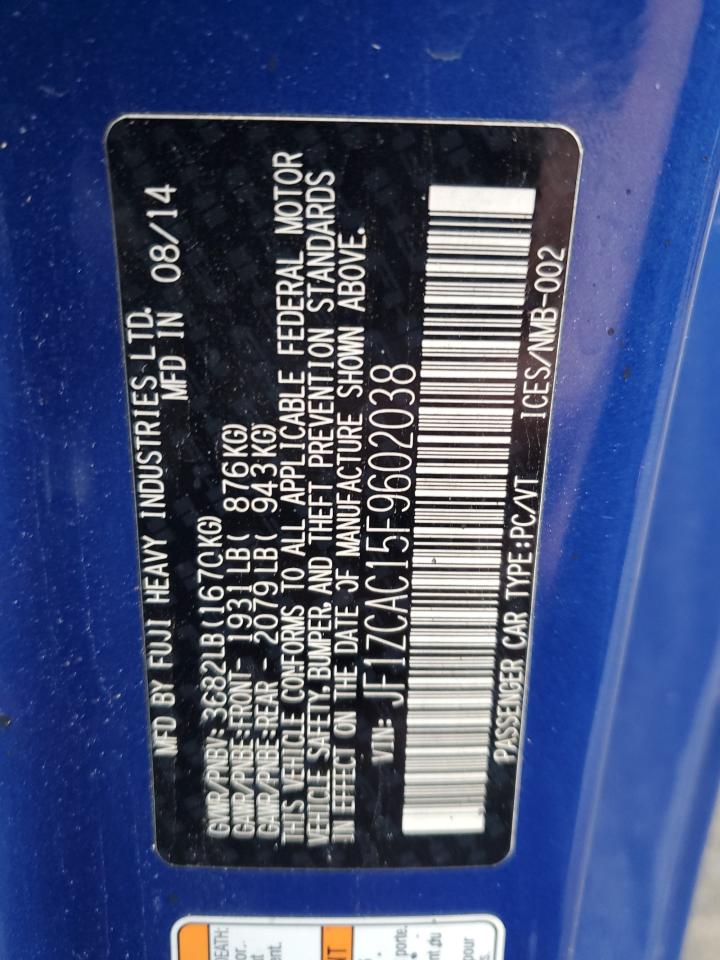 MFD BY FUJI HEAVY INDUSTRIES LTD.
MFD IN 08/14
GVWR/PNBV: 3682LB(1670KG)
GAWR/PNBE:FRONT- 1931LB( 876KG)
GAWR/PNBE:REAR - 2079LB( 943KG)
THIS VEHICLE CONFORMS TO ALL APPLICABLE FEDERAL MOTOR
VEHICLE SAFETY, BUMPER, AND THEFT PREVENTION STANDARDS
IN EFFECT ON THE DATE OF MANUFACTURE SHOWN ABOVE.
VIN: JF1ZCAC15F9602038
PASSENGER CAR TYPE:PC/VT ICES/NMB-002